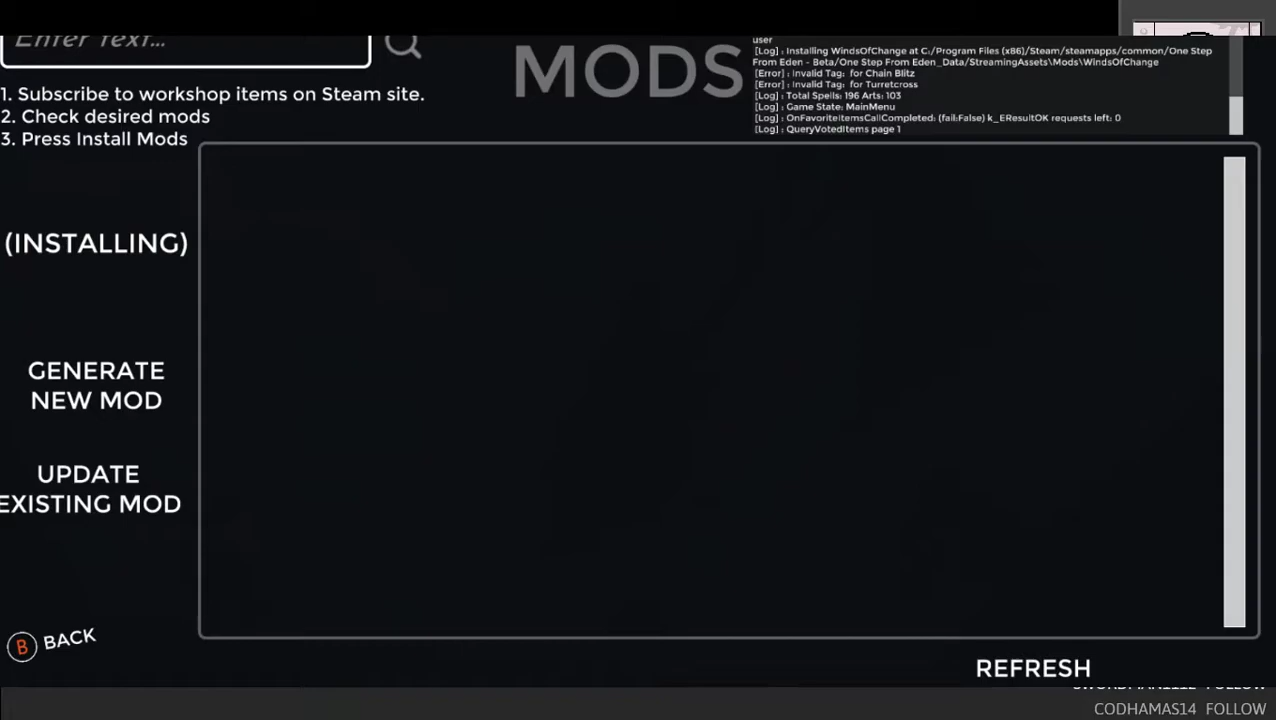 Enter text...
MODS
user
[Log] : Installing WindsOfChange at C:/Program Files (x86)/Steam/steamapps/common/One Step
From Eden - Beta/One Step From Eden_Data/StreamingAssets\Mods\WindsOfChange
[Error] : Invalid Tag:  for Chain Blitz
[Error] : Invalid Tag:  for Turretcross
[Log] : Total Spells: 196 Arts: 103
[Log] : Game State: MainMenu
[Log] : OnFavoriteItemsCallCompleted: (fail:False) k_EResultOK requests left: 0
[Log] : QueryVotedItems page 1
1. Subscribe to workshop items on Steam site.
2. Check desired mods
3. Press Install Mods
(INSTALLING)
GENERATE
NEW MOD
UPDATE
EXISTING MOD
B BACK
REFRESH
SWORDMAN1112 FOLLOW
CODHAMAS14 FOLLOW